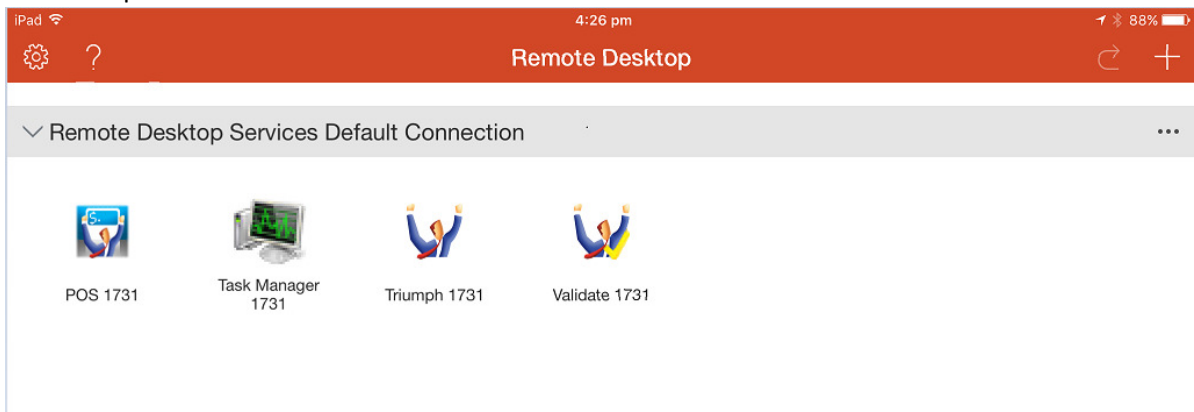 iPad 4:26 pm 88%
? Remote Desktop
Remote Desktop Services Default Connection
POS 1731
Task Manager
1731
Triumph 1731
Validate 1731